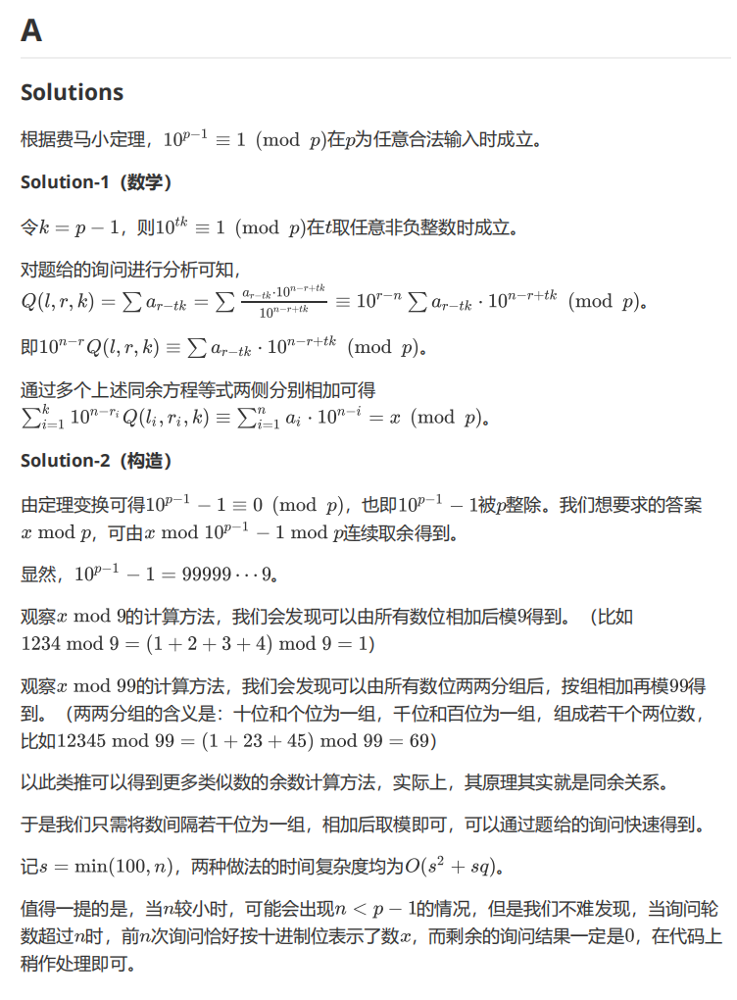 A
Solutions
根据费马小定理，$10^{p-1} \equiv 1 \pmod{p}$在$p$为任意合法输入时成立。
Solution-1（数学）
令$k = p - 1$，则$10^{tk} \equiv 1 \pmod{p}$在$t$取任意非负整数时成立。
对题给的询问进行分析可知，
$Q(l, r, k) = \sum a_{r-tk} = \sum \frac{a_{r-tk} \cdot 10^{n-r+tk}}{10^{n-r+tk}} \equiv 10^{r-n} \sum a_{r-tk} \cdot 10^{n-r+tk} \pmod{p}$。
即$10^{n-r} Q(l, r, k) \equiv \sum a_{r-tk} \cdot 10^{n-r+tk} \pmod{p}$。
通过多个上述同余方程等式两侧分别相加可得
$\sum_{i=1}^{k} 10^{n-r_i} Q(l_i, r_i, k) \equiv \sum_{i=1}^{n} a_i \cdot 10^{n-i} = x \pmod{p}$。
Solution-2（构造）
由定理变换可得$10^{p-1} - 1 \equiv 0 \pmod{p}$，也即$10^{p-1} - 1$被$p$整除。我们想要求的答案
$x \bmod p$，可由$x \bmod 10^{p-1} - 1 \bmod p$连续取余得到。
显然，$10^{p-1} - 1 = 99999 \cdots 9$。
观察$x \bmod 9$的计算方法，我们会发现可以由所有数位相加后模$9$得到。（比如
$1234 \bmod 9 = (1 + 2 + 3 + 4) \bmod 9 = 1$）
观察$x \bmod 99$的计算方法，我们会发现可以由所有数位两两分组后，按组相加再模$99$得
到。（两两分组的含义是：十位和个位为一组，千位和百位为一组，组成若干个两位数，
比如$12345 \bmod 99 = (1 + 23 + 45) \bmod 99 = 69$）
以此类推可以得到更多类似数的余数计算方法，实际上，其原理其实就是同余关系。
于是我们只需将数间隔若干位为一组，相加后取模即可，可以通过题给的询问快速得到。
记$s = \min(100, n)$，两种做法的时间复杂度均为$O(s^2 + sq)$。
值得一提的是，当$n$较小时，可能会出现$n < p - 1$的情况，但是我们不难发现，当询问轮
数超过$n$时，前$n$次询问恰好按十进制位表示了数$x$，而剩余的询问结果一定是$0$，在代码上
稍作处理即可。